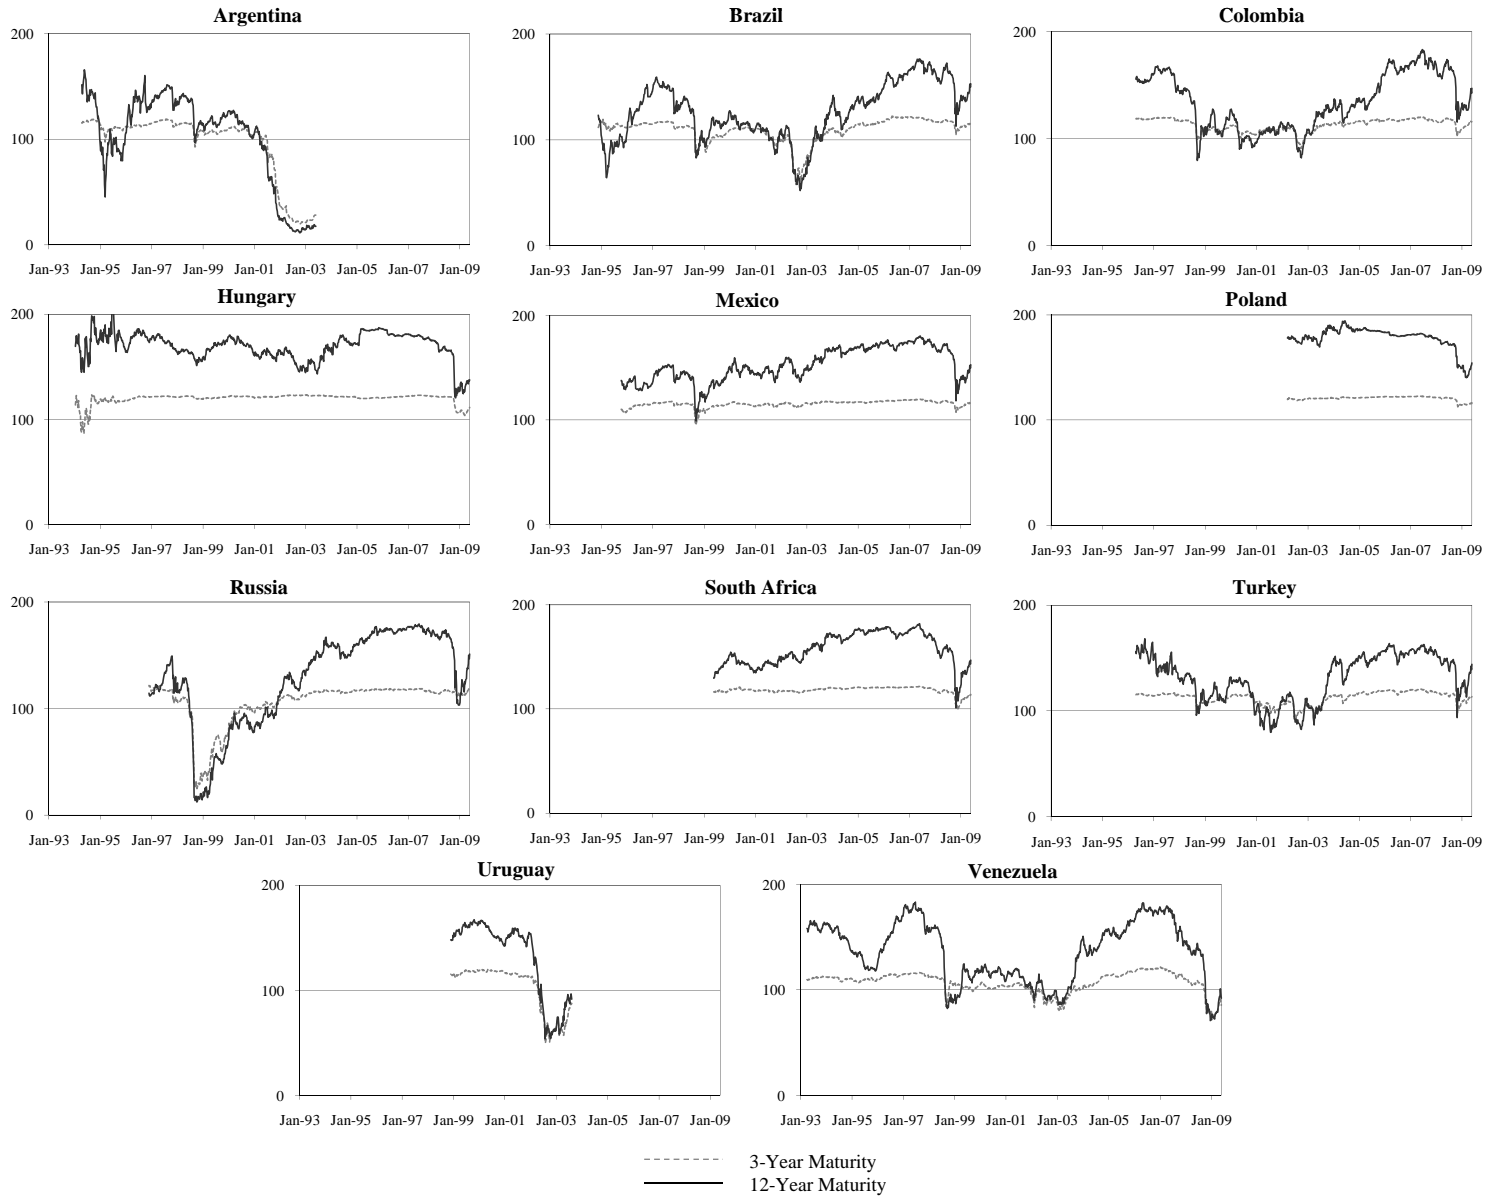 Argentina Brazil Colombia
200 200 200
100 100 100
0 0 0
Jan-93 Jan-95 Jan-97 Jan-99 Jan-01 Jan-03 Jan-05 Jan-07 Jan-09 Jan-93 Jan-95 Jan-97 Jan-99 Jan-01 Jan-03 Jan-05 Jan-07 Jan-09 Jan-93 Jan-95 Jan-97 Jan-99 Jan-01 Jan-03 Jan-05 Jan-07 Jan-09
Hungary Mexico Poland
200 200 200
100 100 100
0 0 0
Jan-93 Jan-95 Jan-97 Jan-99 Jan-01 Jan-03 Jan-05 Jan-07 Jan-09 Jan-93 Jan-95 Jan-97 Jan-99 Jan-01 Jan-03 Jan-05 Jan-07 Jan-09 Jan-93 Jan-95 Jan-97 Jan-99 Jan-01 Jan-03 Jan-05 Jan-07 Jan-09
Russia South Africa Turkey
200 200 200
100 100 100
0 0 0
Jan-93 Jan-95 Jan-97 Jan-99 Jan-01 Jan-03 Jan-05 Jan-07 Jan-09 Jan-93 Jan-95 Jan-97 Jan-99 Jan-01 Jan-03 Jan-05 Jan-07 Jan-09 Jan-93 Jan-95 Jan-97 Jan-99 Jan-01 Jan-03 Jan-05 Jan-07 Jan-09
Uruguay Venezuela
200 200
100 100
0 0
Jan-93 Jan-95 Jan-97 Jan-99 Jan-01 Jan-03 Jan-05 Jan-07 Jan-09 Jan-93 Jan-95 Jan-97 Jan-99 Jan-01 Jan-03 Jan-05 Jan-07 Jan-09
3-Year Maturity
12-Year Maturity